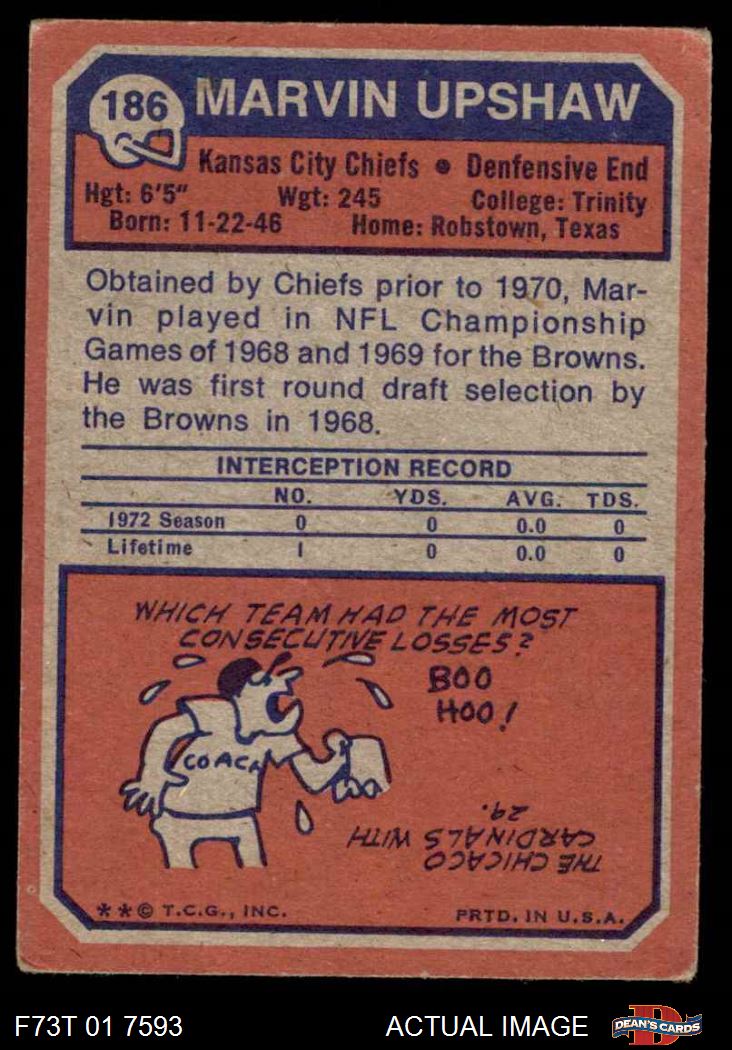 186
MARVIN UPSHAW
Kansas City Chiefs • Denfensive End
Hgt: 6'5" Wgt: 245 College: Trinity
Born: 11-22-46 Home: Robstown, Texas
Obtained by Chiefs prior to 1970, Mar-
vin played in NFL Championship
Games of 1968 and 1969 for the Browns.
He was first round draft selection by
the Browns in 1968.
INTERCEPTION RECORD
NO. YDS. AVG. TDS.
1972 Season 0 0 0.0 0
Lifetime 1 0 0.0 0
WHICH TEAM HAD THE MOST
CONSECUTIVE LOSSES?
BOO
HOO!
COACH
THE CHICAGO
CARDINALS WITH
29.
**© T.C.G., INC. PRTD. IN U.S.A.
F73T 01 7593 ACTUAL IMAGE
D
DEAN'S CARDS